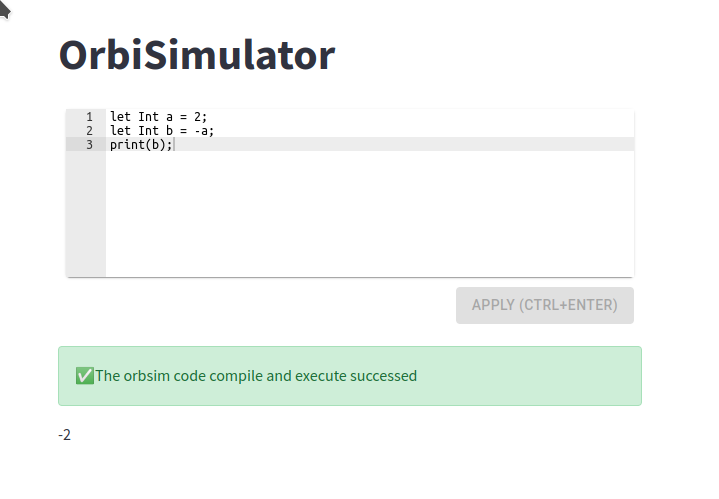 OrbiSimulator
1 let Int a = 2;
2 let Int b = -a;
3 print(b);
APPLY (CTRL+ENTER)
✅The orbsim code compile and execute successed
-2